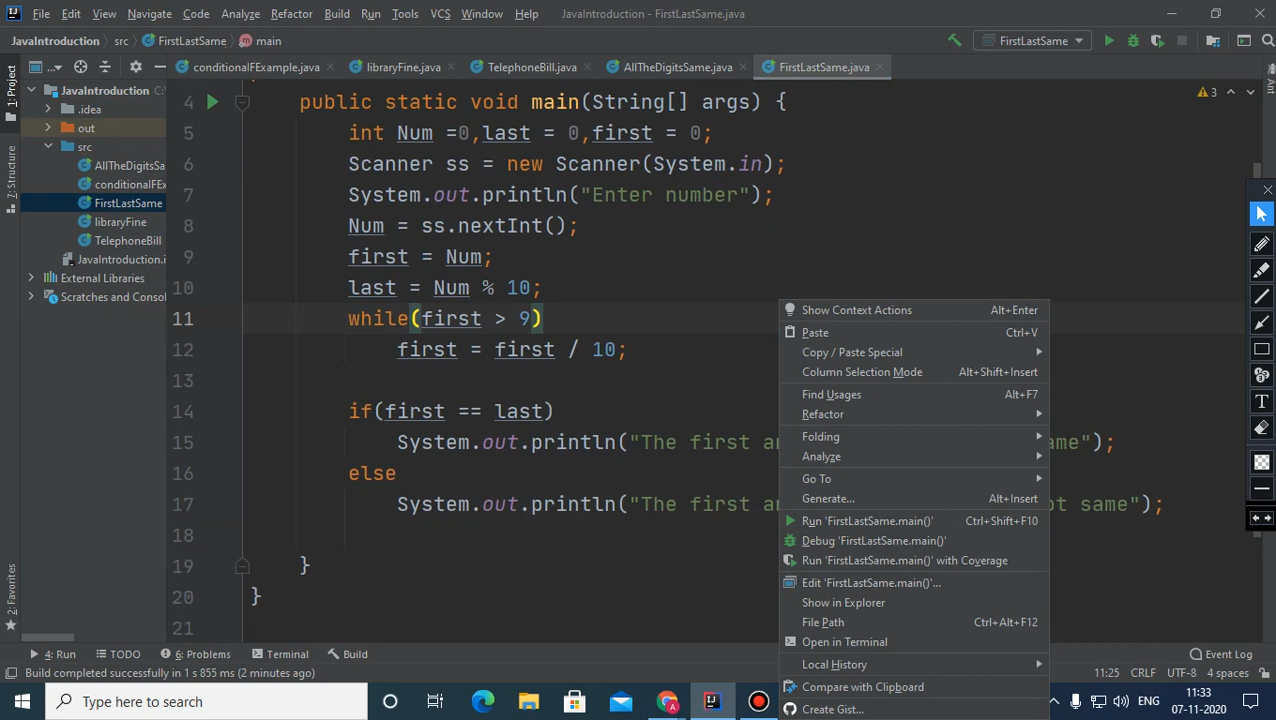 File Edit View Navigate Code Analyze Refactor Build Run Tools VCS Window Help JavaIntroduction - FirstLastSame.java
JavaIntroduction src FirstLastSame main FirstLastSame
1: Project
7: Structure
2: Favorites
Ant
... conditionalFExample.java libraryFine.java TelephoneBill.java AllTheDigitsSame.java FirstLastSame.java
JavaIntroduction C:
.idea
out
src
AllTheDigitsSa
conditionalFEx
FirstLastSame
libraryFine
TelephoneBill
JavaIntroduction.i
External Libraries
Scratches and Conso
3
4 public static void main(String[] args) {
5 int Num =0,last = 0,first = 0;
6 Scanner ss = new Scanner(System.in);
7 System.out.println("Enter number");
8 Num = ss.nextInt();
9 first = Num;
10 last = Num % 10;
11 while(first > 9)
12 first = first / 10;
13
14 if(first == last)
15 System.out.println("The first an me");
16 else
17 System.out.println("The first an ot same");
18
19 }
20 }
21
Show Context Actions Alt+Enter
Paste Ctrl+V
Copy / Paste Special
Column Selection Mode Alt+Shift+Insert
Find Usages Alt+F7
Refactor
Folding
Analyze
Go To
Generate... Alt+Insert
Run 'FirstLastSame.main()' Ctrl+Shift+F10
Debug 'FirstLastSame.main()'
Run 'FirstLastSame.main()' with Coverage
Edit 'FirstLastSame.main()'...
Show in Explorer
File Path Ctrl+Alt+F12
Open in Terminal
Local History
Compare with Clipboard
Create Gist...
T
4: Run TODO 6: Problems Terminal Build Event Log
Build completed successfully in 1 s 855 ms (2 minutes ago) 11:25 CRLF UTF-8 4 spaces
Type here to search
ENG
11:33
07-11-2020